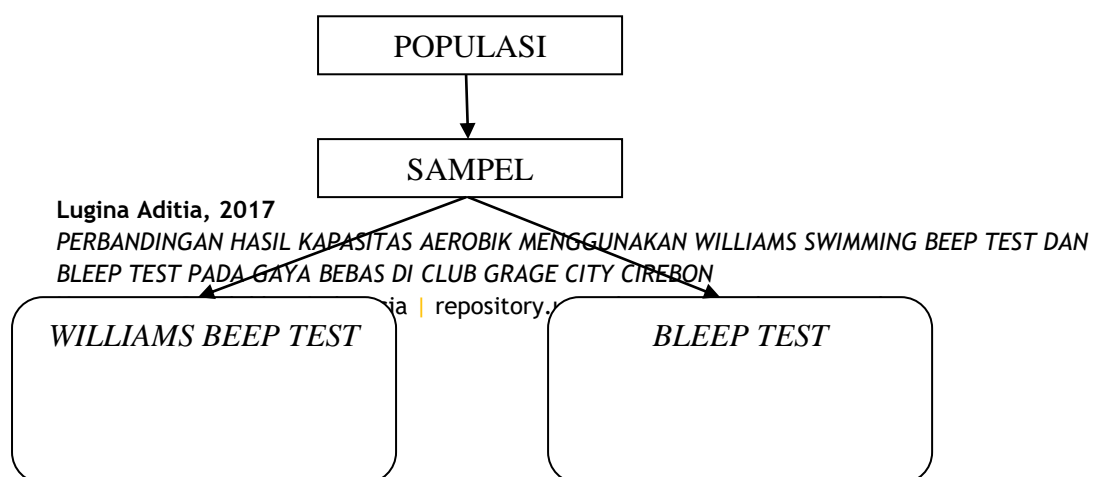 POPULASI
SAMPEL
Lugina Aditia, 2017
PERBANDINGAN HASIL KAPASITAS AEROBIK MENGGUNAKAN WILLIAMS SWIMMING BEEP TEST DAN
BLEEP TEST PADA GAYA BEBAS DI CLUB GRAGE CITY CIREBON
| repository.
WILLIAMS BEEP TEST
BLEEP TEST